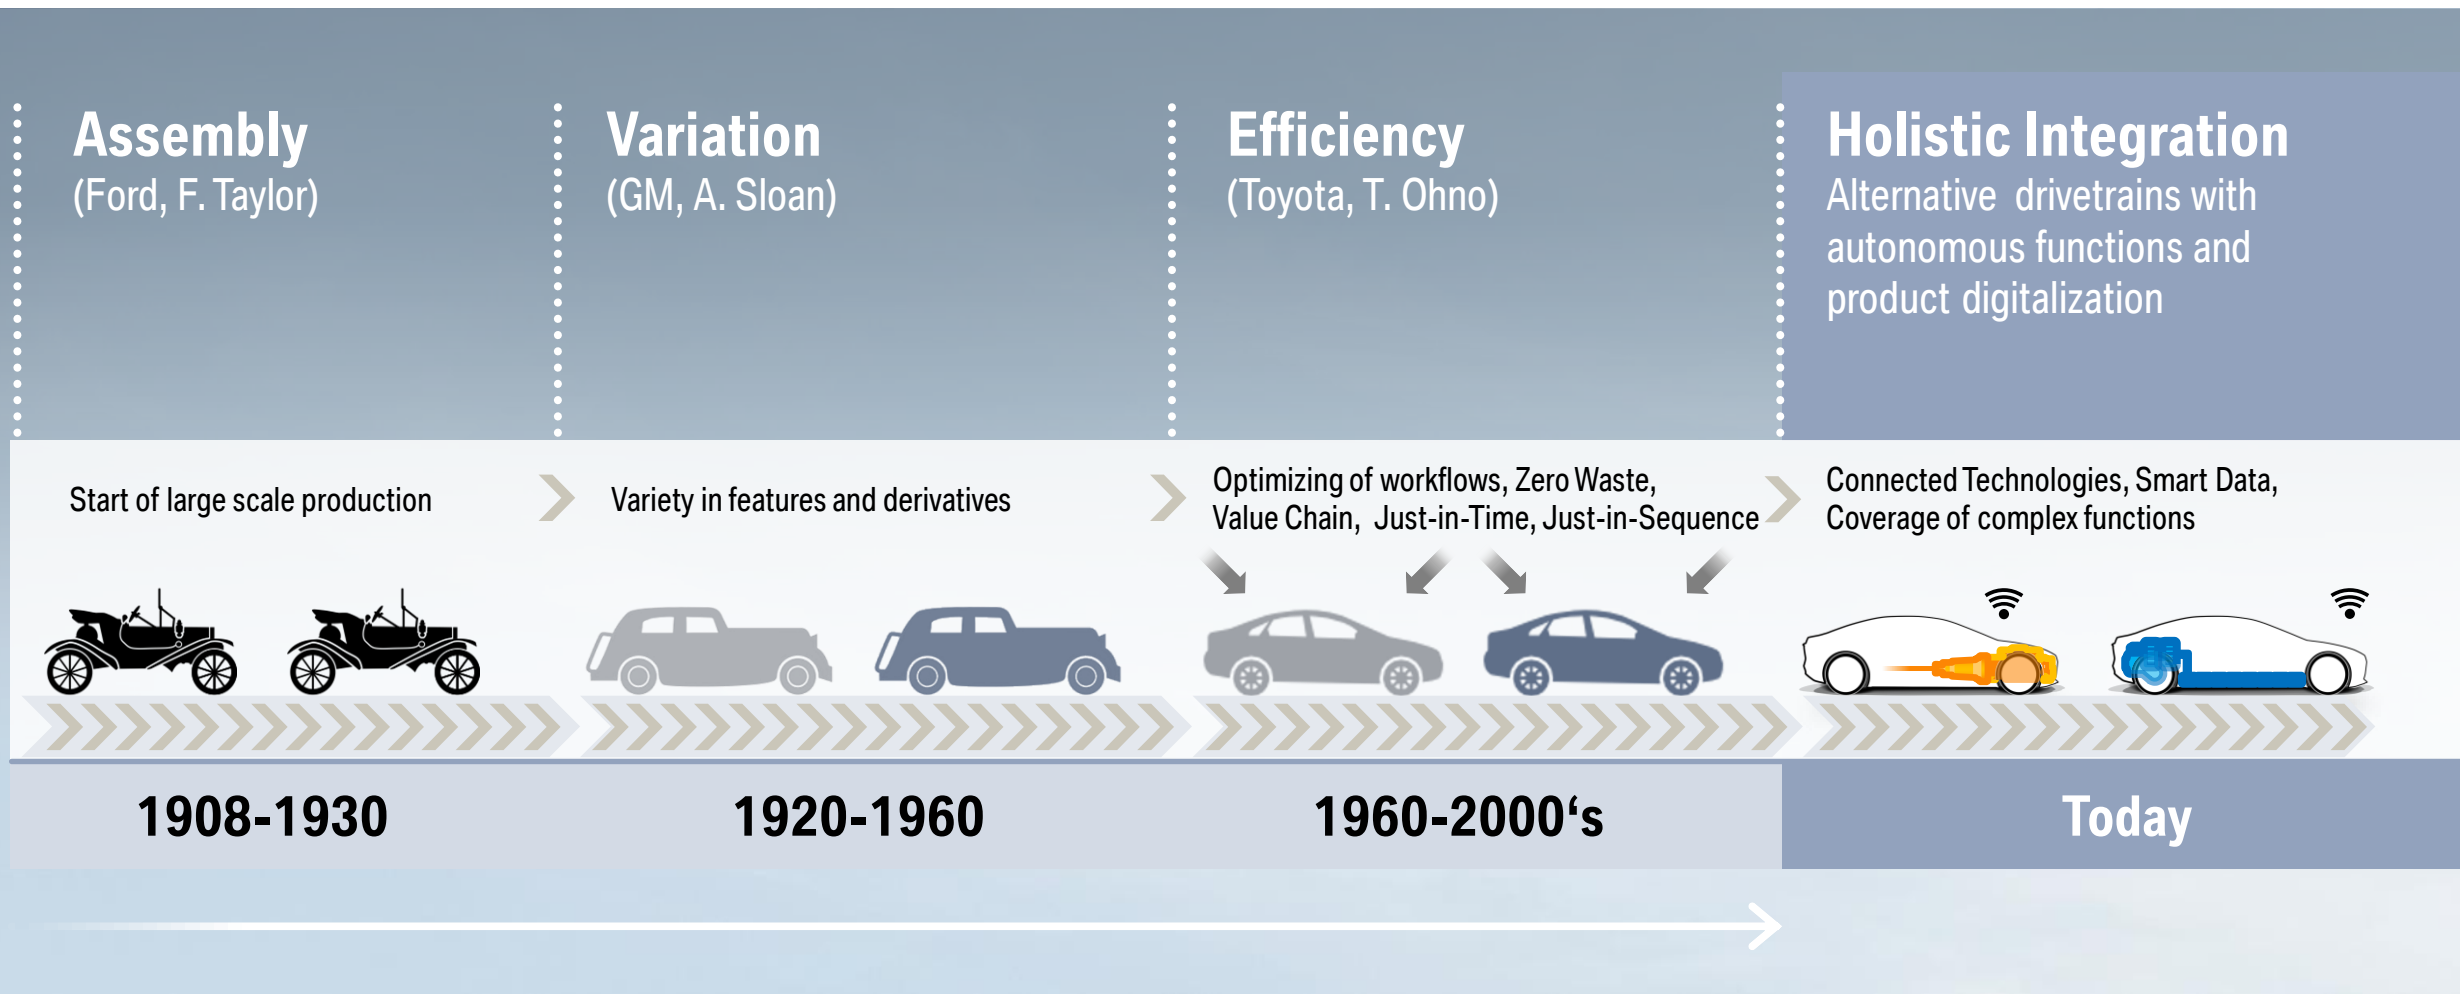 Assembly
(Ford, F. Taylor)
Variation
(GM, A. Sloan)
Efficiency
(Toyota, T. Ohno)
Holistic Integration
Alternative drivetrains with
autonomous functions and
product digitalization
Start of large scale production
Variety in features and derivatives
Optimizing of workflows, Zero Waste,
Value Chain, Just-in-Time, Just-in-Sequence
Connected Technologies, Smart Data,
Coverage of complex functions
1908-1930
1920-1960
1960-2000‘s
Today